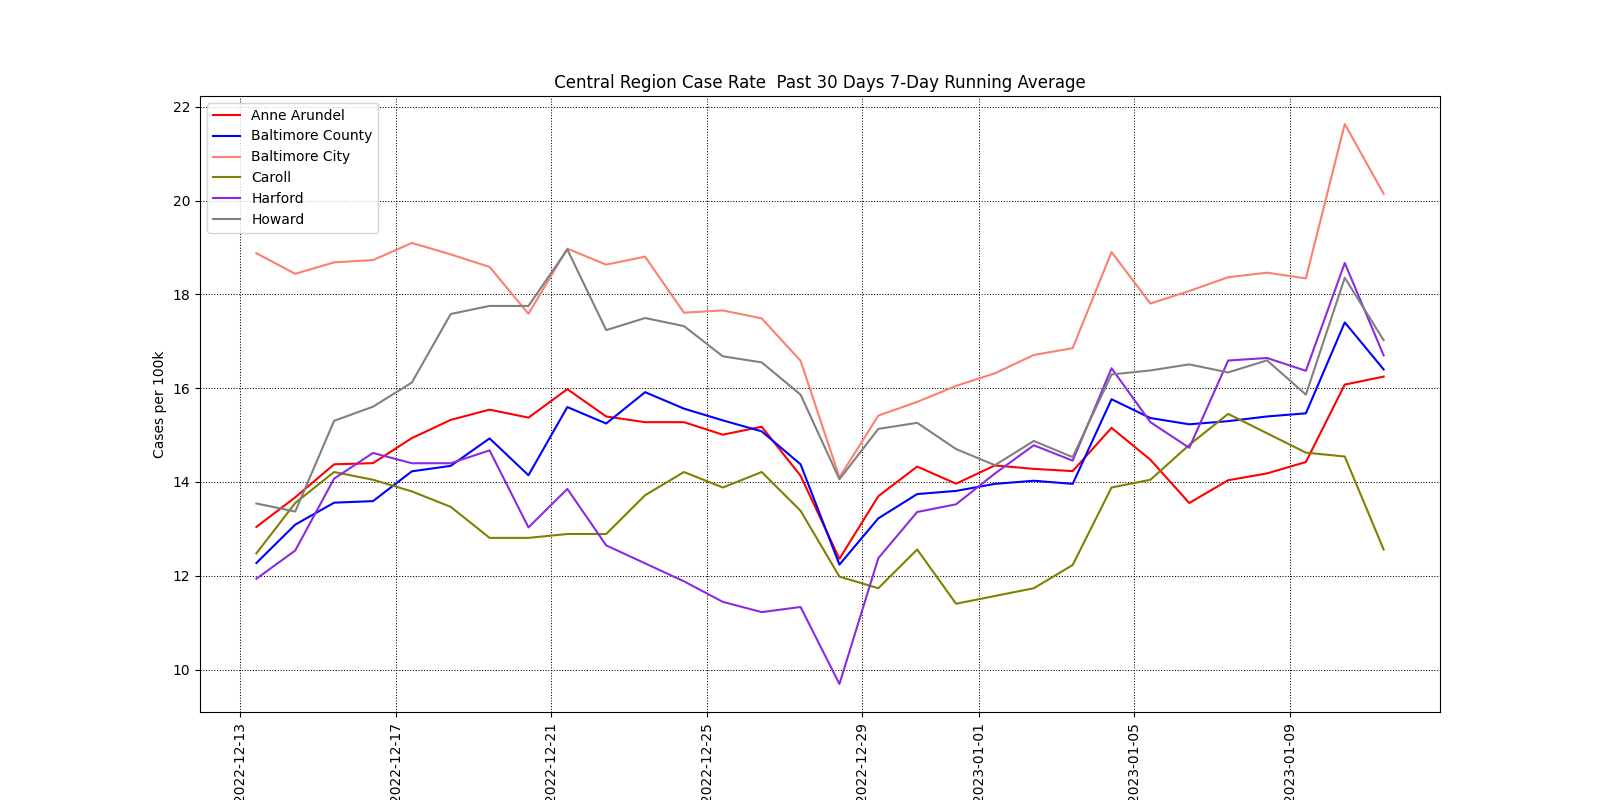 Central Region Case Rate  Past 30 Days 7-Day Running Average
Cases per 100k
22
20
18
16
14
12
10
Anne Arundel
Baltimore County
Baltimore City
Caroll
Harford
Howard
2022-12-13
2022-12-17
2022-12-21
2022-12-25
2022-12-29
2023-01-01
2023-01-05
2023-01-09